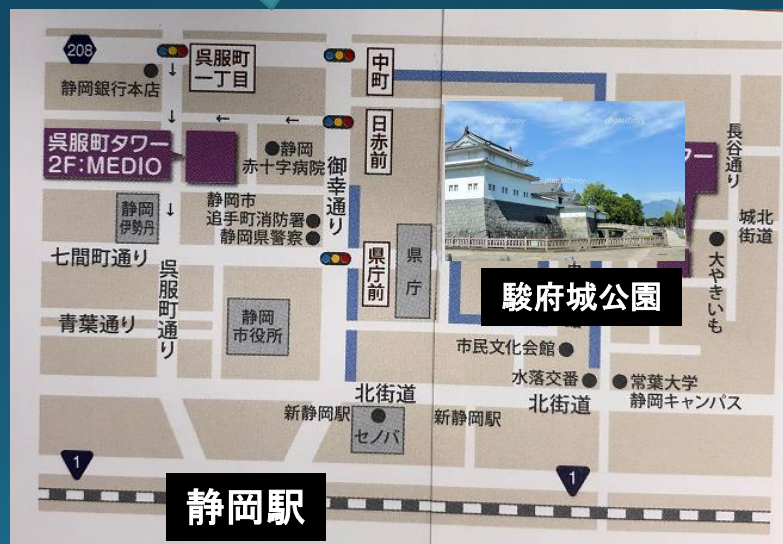 208
呉服町
一丁目
中町
静岡銀行本店
呉服町タワー
2F:MEDIO
静岡
赤十字病院
日赤前
御幸通り
photolibrary
photolibrary
ター
長谷通り
静岡
伊勢丹
静岡市
追手町消防署
静岡県警察
城北
街道
七間町通り
呉服町通り
県庁前
県庁
大やきいも
駿府城公園
青葉通り
静岡
市役所
市民文化会館
水落交番
常葉大学
静岡キャンパス
北街道
北街道
新静岡駅
セノバ
新静岡駅
1
1
静岡駅